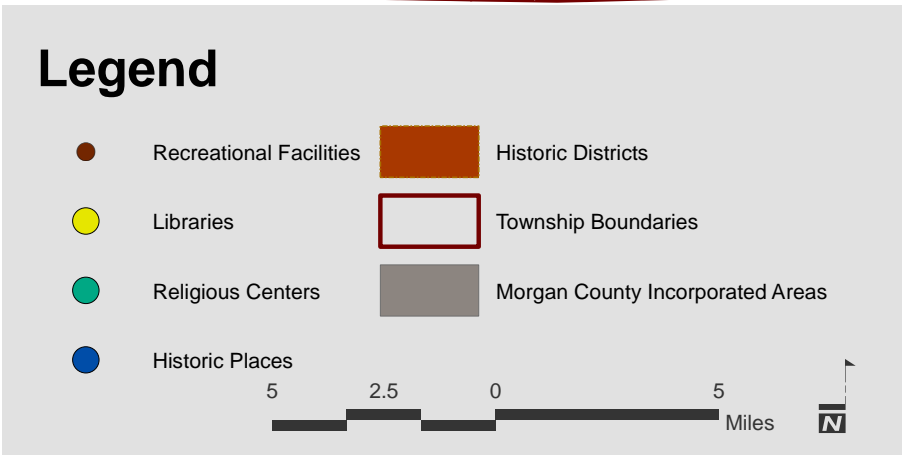 Legend
Recreational Facilities
Historic Districts
Libraries
Township Boundaries
Religious Centers
Morgan County Incorporated Areas
Historic Places
5 2.5 0 5
Miles
N